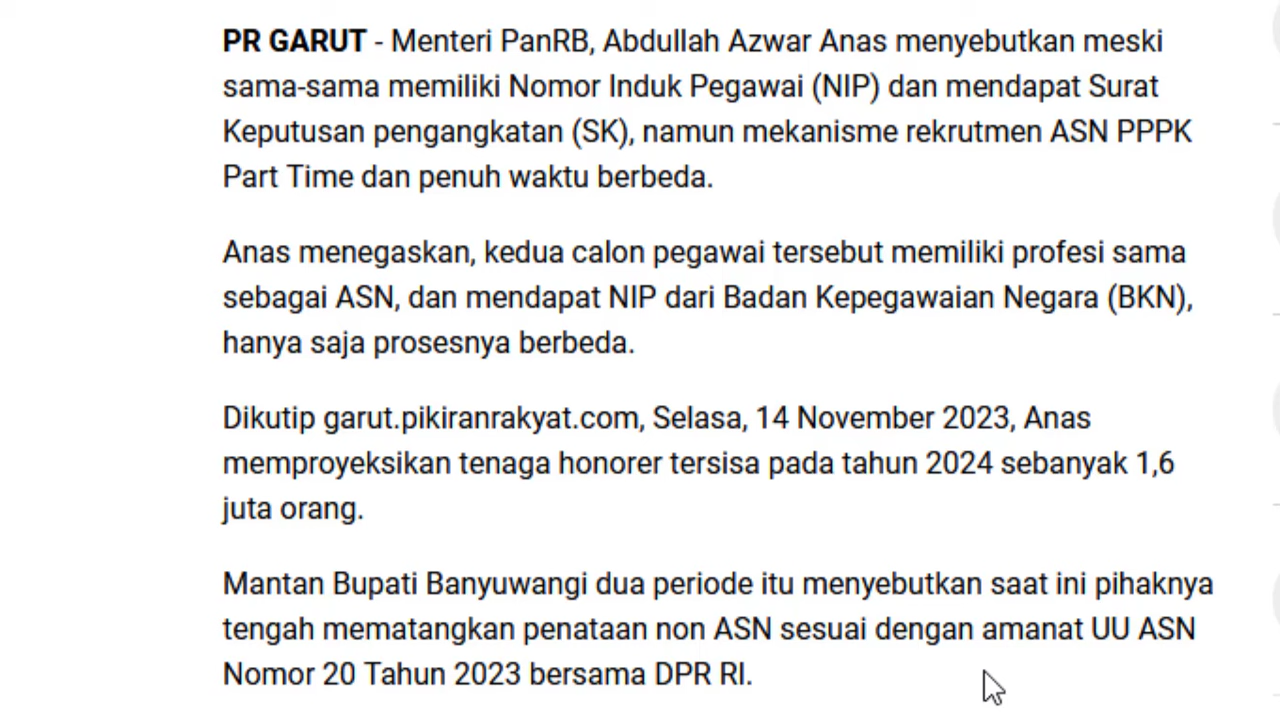 PR GARUT - Menteri PanRB, Abdullah Azwar Anas menyebutkan meski
sama-sama memiliki Nomor Induk Pegawai (NIP) dan mendapat Surat
Keputusan pengangkatan (SK), namun mekanisme rekrutmen ASN PPPK
Part Time dan penuh waktu berbeda.
Anas menegaskan, kedua calon pegawai tersebut memiliki profesi sama
sebagai ASN, dan mendapat NIP dari Badan Kepegawaian Negara (BKN),
hanya saja prosesnya berbeda.
Dikutip garut.pikiranrakyat.com, Selasa, 14 November 2023, Anas
memproyeksikan tenaga honorer tersisa pada tahun 2024 sebanyak 1,6
juta orang.
Mantan Bupati Banyuwangi dua periode itu menyebutkan saat ini pihaknya
tengah mematangkan penataan non ASN sesuai dengan amanat UU ASN
Nomor 20 Tahun 2023 bersama DPR RI.